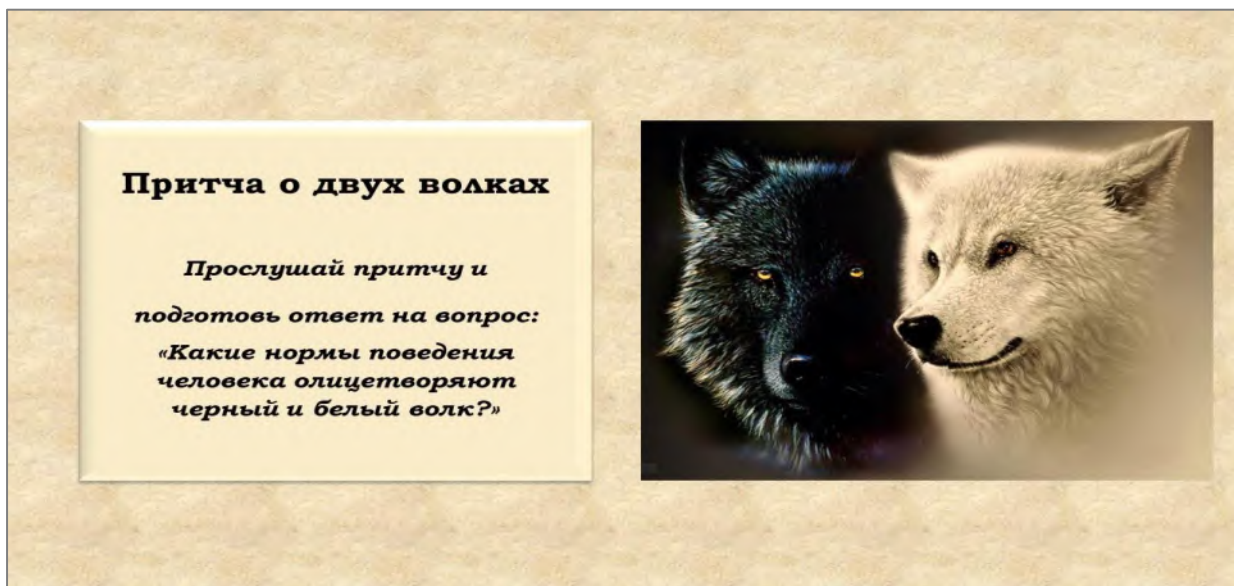 Притча о двух волках
Прослушай притчу и
подготовь ответ на вопрос:
«Какие нормы поведения
человека олицетворяют
черный и белый волк?»